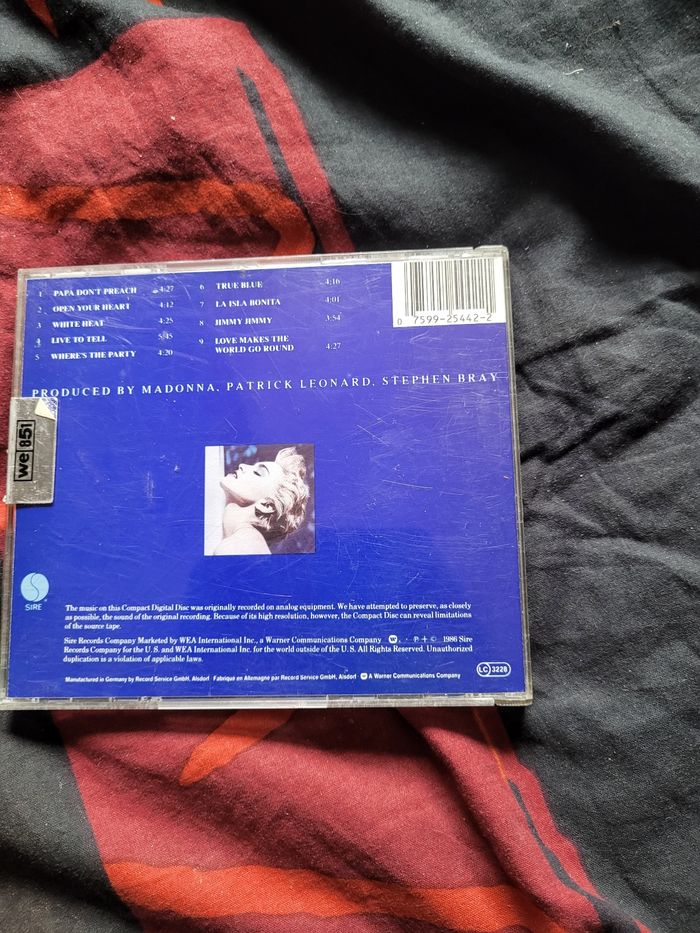 1 PAPA DON'T PREACH 4:27
2 OPEN YOUR HEART 4:12
3 WHITE HEAT 4:25
4 LIVE TO TELL 5:45
5 WHERE'S THE PARTY 4:20
6 TRUE BLUE 4:16
7 LA ISLA BONITA 4:01
8 JIMMY JIMMY 3:54
9 LOVE MAKES THE
WORLD GO ROUND 4:27
0 7599-25442-2
PRODUCED BY MADONNA, PATRICK LEONARD, STEPHEN BRAY
we 851
SIRE
The music on this Compact Digital Disc was originally recorded on analog equipment. We have attempted to preserve, as closely
as possible, the sound of the original recording. Because of its high resolution, however, the Compact Disc can reveal limitations
of the source tape.
Sire Records Company Marketed by WEA International Inc., a Warner Communications Company · ℗ + © 1986 Sire
Records Company for the U.S. and WEA International Inc. for the world outside of the U.S. All Rights Reserved. Unauthorized
duplication is a violation of applicable laws.
Manufactured in Germany by Record Service GmbH, Alsdorf Fabriqué en Allemagne par Record Service GmbH, Alsdorf A Warner Communications Company
LC 3228